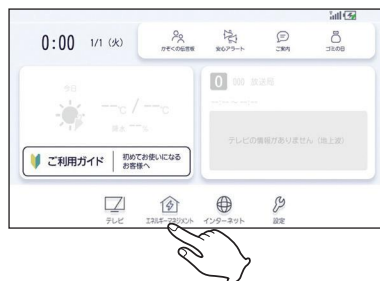 0:00 1/1 (火)
かぞくの伝言板 安心アラート ご案内 ゴミの日
今日
--℃ / --℃
降水 --%
0 000 放送局
テレビの情報がありません (地上波)
ご利用ガイド
初めてお使いになる
お客様へ
テレビ エネルギーマネジメント インターネット 設定